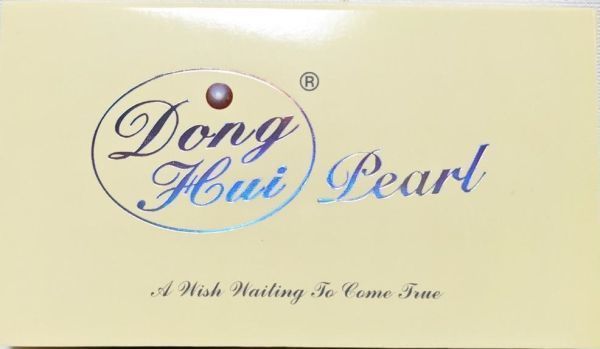 Dong ®
Hui Pearl
A Wish Waiting To Come True